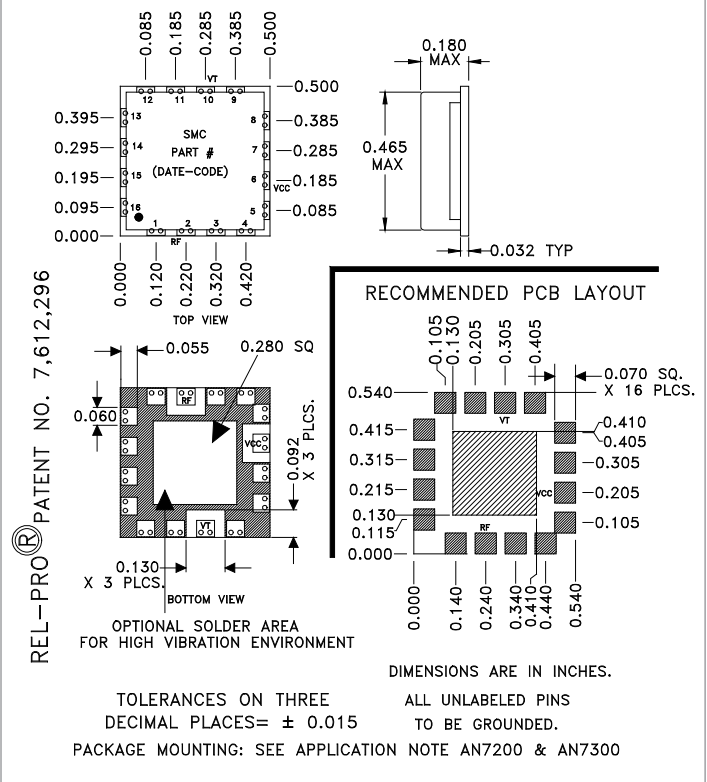 0.085
0.185
0.285
0.385
0.500
VT
12
11
10
9
0.500
0.395
13
8
0.385
SMC
0.295
14
PART #
7
0.285
0.195
15
(DATE-CODE)
6
0.185
VCC
0.095
16
5
0.085
0.000
1
2
3
4
RF
0.000
0.120
0.220
0.320
0.420
TOP VIEW
0.180
MAX
0.465
MAX
0.032 TYP
REL-PRO® PATENT NO. 7,612,296
0.055
0.280 SQ
0.060
RF
VCC
0.092
X 3 PLCS.
VT
0.130
X 3 PLCS.
BOTTOM VIEW
OPTIONAL SOLDER AREA
FOR HIGH VIBRATION ENVIRONMENT
RECOMMENDED PCB LAYOUT
0.105
0.130
0.205
0.305
0.405
0.070 SQ.
X 16 PLCS.
0.540
VT
0.415
0.410
0.405
0.315
0.305
0.215
VCC
0.205
0.130
0.115
RF
0.105
0.000
0.000
0.140
0.240
0.340
0.410
0.440
0.540
DIMENSIONS ARE IN INCHES.
TOLERANCES ON THREE
DECIMAL PLACES= ± 0.015
ALL UNLABELED PINS
TO BE GROUNDED.
PACKAGE MOUNTING: SEE APPLICATION NOTE AN7200 & AN7300